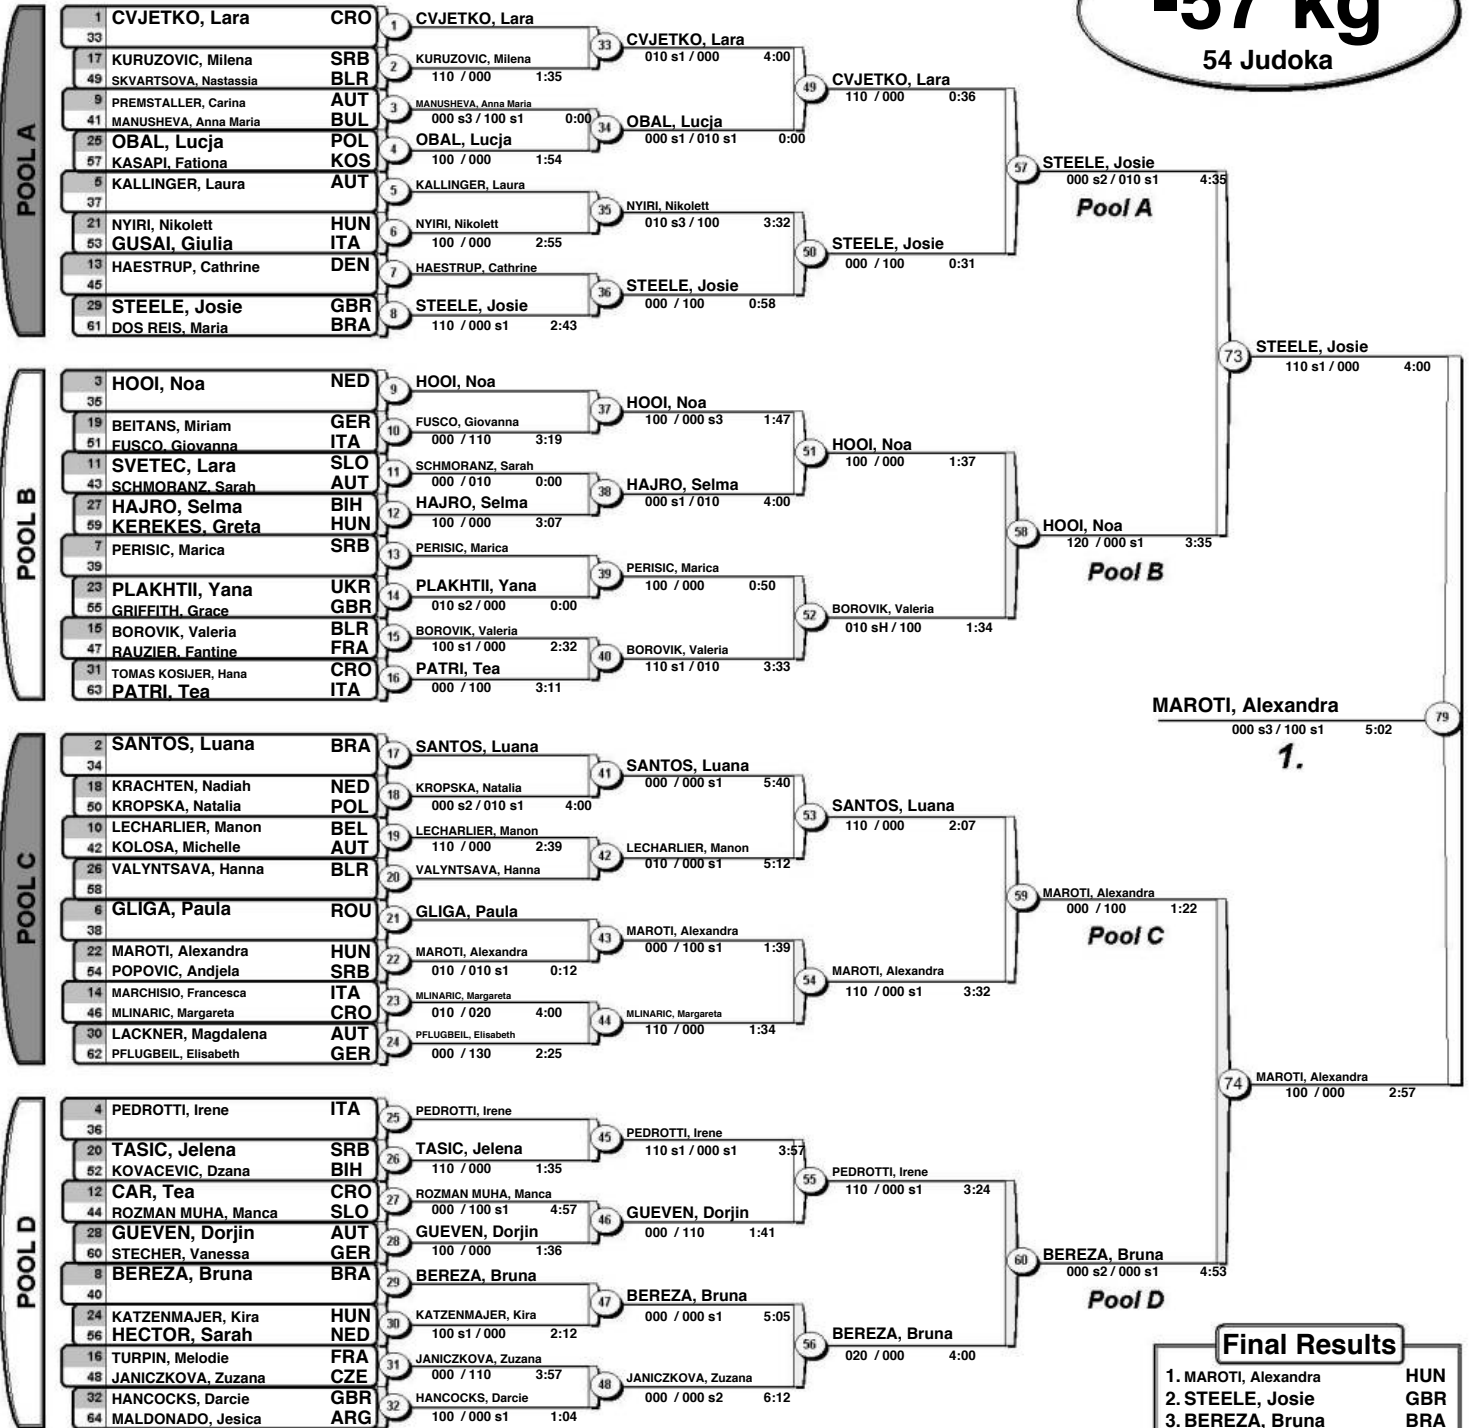 -57 kg
54 Judoka
POOL A
1 CVJETKO, Lara CRO
33
17 KURUZOVIC, Milena SRB
49 SKVARTSOVA, Nastassia BLR
9 PREMSTALLER, Carina AUT
41 MANUSHEVA, Anna Maria BUL
25 OBAL, Lucja POL
57 KASAPI, Fationa KOS
5 KALLINGER, Laura AUT
37
21 NYIRI, Nikolett HUN
53 GUSAI, Giulia ITA
13 HAESTRUP, Cathrine DEN
45
29 STEELE, Josie GBR
61 DOS REIS, Maria BRA
1 CVJETKO, Lara
2 KURUZOVIC, Milena
110 / 000 1:35
3 MANUSHEVA, Anna Maria
000 s3 / 100 s1 0:00
4 OBAL, Lucja
100 / 000 1:54
5 KALLINGER, Laura
6 NYIRI, Nikolett
100 / 000 2:55
7 HAESTRUP, Cathrine
8 STEELE, Josie
110 / 000 s1 2:43
33 CVJETKO, Lara
010 s1 / 000 4:00
34 OBAL, Lucja
000 s1 / 010 s1 0:00
35 NYIRI, Nikolett
010 s3 / 100 3:32
36 STEELE, Josie
000 / 100 0:58
49 CVJETKO, Lara
110 / 000 0:36
50 STEELE, Josie
000 / 100 0:31
57 STEELE, Josie
000 s2 / 010 s1 4:35
Pool A
POOL B
3 HOOI, Noa NED
35
19 BEITANS, Miriam GER
51 FUSCO, Giovanna ITA
11 SVETEC, Lara SLO
43 SCHMORANZ, Sarah AUT
27 HAJRO, Selma BIH
59 KEREKES, Greta HUN
7 PERISIC, Marica SRB
39
23 PLAKHTII, Yana UKR
55 GRIFFITH, Grace GBR
15 BOROVIK, Valeria BLR
47 RAUZIER, Fantine FRA
31 TOMAS KOSIJER, Hana CRO
63 PATRI, Tea ITA
9 HOOI, Noa
10 FUSCO, Giovanna
000 / 110 3:19
11 SCHMORANZ, Sarah
000 / 010 0:00
12 HAJRO, Selma
100 / 000 3:07
13 PERISIC, Marica
14 PLAKHTII, Yana
010 s2 / 000 0:00
15 BOROVIK, Valeria
100 s1 / 000 2:32
16 PATRI, Tea
000 / 100 3:11
37 HOOI, Noa
100 / 000 s3 1:47
38 HAJRO, Selma
000 s1 / 010 4:00
39 PERISIC, Marica
100 / 000 0:50
40 BOROVIK, Valeria
110 s1 / 010 3:33
51 HOOI, Noa
100 / 000 1:37
52 BOROVIK, Valeria
010 sH / 100 1:34
58 HOOI, Noa
120 / 000 s1 3:35
Pool B
73 STEELE, Josie
110 s1 / 000 4:00
MAROTI, Alexandra 79
000 s3 / 100 s1 5:02
1.
POOL C
2 SANTOS, Luana BRA
34
18 KRACHTEN, Nadiah NED
50 KROPSKA, Natalia POL
10 LECHARLIER, Manon BEL
42 KOLOSA, Michelle AUT
26 VALYNTSAVA, Hanna BLR
58
6 GLIGA, Paula ROU
38
22 MAROTI, Alexandra HUN
54 POPOVIC, Andjela SRB
14 MARCHISIO, Francesca ITA
46 MLINARIC, Margareta CRO
30 LACKNER, Magdalena AUT
62 PFLUGBEIL, Elisabeth GER
17 SANTOS, Luana
18 KROPSKA, Natalia
000 s2 / 010 s1 4:00
19 LECHARLIER, Manon
110 / 000 2:39
20 VALYNTSAVA, Hanna
21 GLIGA, Paula
22 MAROTI, Alexandra
010 / 010 s1 0:12
23 MLINARIC, Margareta
010 / 020 4:00
24 PFLUGBEIL, Elisabeth
000 / 130 2:25
41 SANTOS, Luana
000 / 000 s1 5:40
42 LECHARLIER, Manon
010 / 000 s1 5:12
43 MAROTI, Alexandra
000 / 100 s1 1:39
44 MLINARIC, Margareta
110 / 000 1:34
53 SANTOS, Luana
110 / 000 2:07
54 MAROTI, Alexandra
110 / 000 s1 3:32
59 MAROTI, Alexandra
000 / 100 1:22
Pool C
POOL D
4 PEDROTTI, Irene ITA
36
20 TASIC, Jelena SRB
52 KOVACEVIC, Dzana BIH
12 CAR, Tea CRO
44 ROZMAN MUHA, Manca SLO
28 GUEVEN, Dorjin AUT
60 STECHER, Vanessa GER
8 BEREZA, Bruna BRA
40
24 KATZENMAJER, Kira HUN
56 HECTOR, Sarah NED
16 TURPIN, Melodie FRA
48 JANICZKOVA, Zuzana CZE
32 HANCOCKS, Darcie GBR
64 MALDONADO, Jesica ARG
25 PEDROTTI, Irene
26 TASIC, Jelena
110 / 000 1:35
27 ROZMAN MUHA, Manca
000 / 100 s1 4:57
28 GUEVEN, Dorjin
100 / 000 1:36
29 BEREZA, Bruna
30 KATZENMAJER, Kira
100 s1 / 000 2:12
31 JANICZKOVA, Zuzana
000 / 110 3:57
32 HANCOCKS, Darcie
100 / 000 s1 1:04
45 PEDROTTI, Irene
110 s1 / 000 s1 3:57
46 GUEVEN, Dorjin
000 / 110 1:41
47 BEREZA, Bruna
000 / 000 s1 5:05
48 JANICZKOVA, Zuzana
000 / 000 s2 6:12
55 PEDROTTI, Irene
110 / 000 s1 3:24
56 BEREZA, Bruna
020 / 000 4:00
60 BEREZA, Bruna
000 s2 / 000 s1 4:53
Pool D
74 MAROTI, Alexandra
100 / 000 2:57
Final Results
1. MAROTI, Alexandra HUN
2. STEELE, Josie GBR
3. BEREZA, Bruna BRA